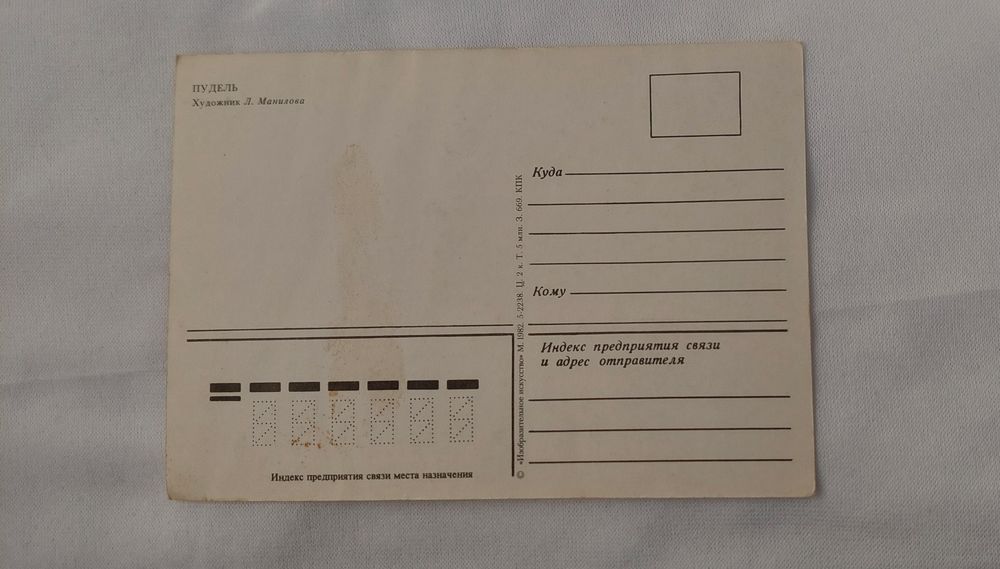 ПУДЕЛЬ
Художник Л. Манилова
Куда
Кому
Индекс предприятия связи
и адрес отправителя
Индекс предприятия связи места назначения
© «Изобразительное искусство» М. 1982. 5-2238. Ц. 2 к. Т. 5 млн. З. 669. КПК